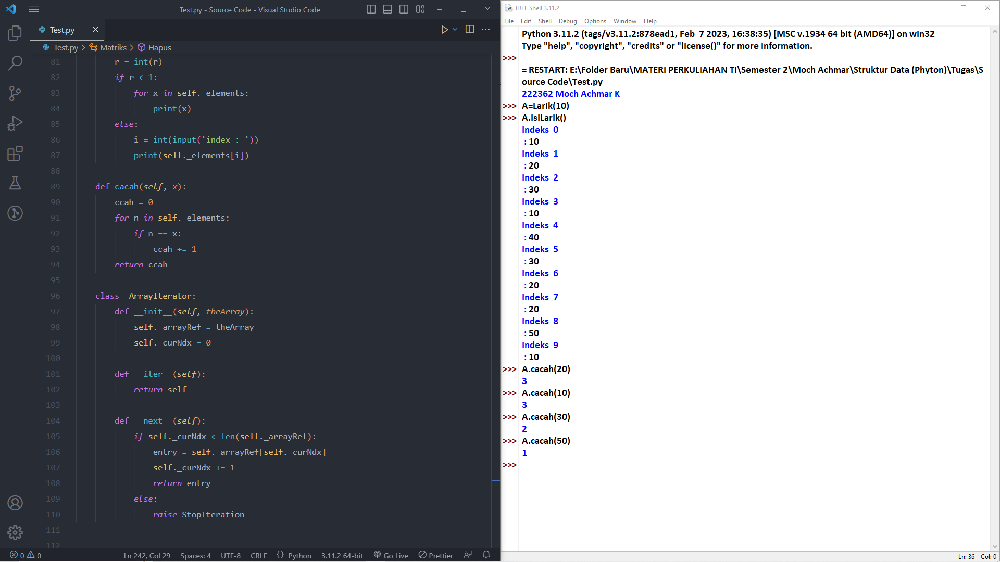 Test.py - Source Code - Visual Studio Code
Test.py
Test.py > Matriks > Hapus
81 r = int(r)
82 if r < 1:
83 for x in self._elements:
84 print(x)
85 else:
86 i = int(input('index : '))
87 print(self._elements[i])
88
89 def cacah(self, x):
90 ccah = 0
91 for n in self._elements:
92 if n == x:
93 ccah += 1
94 return ccah
95
96 class _ArrayIterator:
97 def __init__(self, theArray):
98 self._arrayRef = theArray
99 self._curNdx = 0
100
101 def __iter__(self):
102 return self
103
104 def __next__(self):
105 if self._curNdx < len(self._arrayRef):
106 entry = self._arrayRef[self._curNdx]
107 self._curNdx += 1
108 return entry
109 else:
110 raise StopIteration
111
112
0 0 Ln 242, Col 29 Spaces: 4 UTF-8 CRLF {} Python 3.11.2 64-bit Go Live Prettier
IDLE Shell 3.11.2
File Edit Shell Debug Options Window Help
Python 3.11.2 (tags/v3.11.2:878ead1, Feb 7 2023, 16:38:35) [MSC v.1934 64 bit (AMD64)] on win32
Type "help", "copyright", "credits" or "license()" for more information.
>>>
= RESTART: E:\Folder Baru\MATERI PERKULIAHAN TI\Semester 2\Moch Achmar\Struktur Data (Phyton)\Tugas\S
ource Code\Test.py
222362 Moch Achmar K
>>> A=Larik(10)
>>> A.isiLarik()
Indeks 0
: 10
Indeks 1
: 20
Indeks 2
: 30
Indeks 3
: 10
Indeks 4
: 40
Indeks 5
: 30
Indeks 6
: 20
Indeks 7
: 20
Indeks 8
: 50
Indeks 9
: 10
>>> A.cacah(20)
3
>>> A.cacah(10)
3
>>> A.cacah(30)
2
>>> A.cacah(50)
1
>>>
Ln: 36 Col: 0